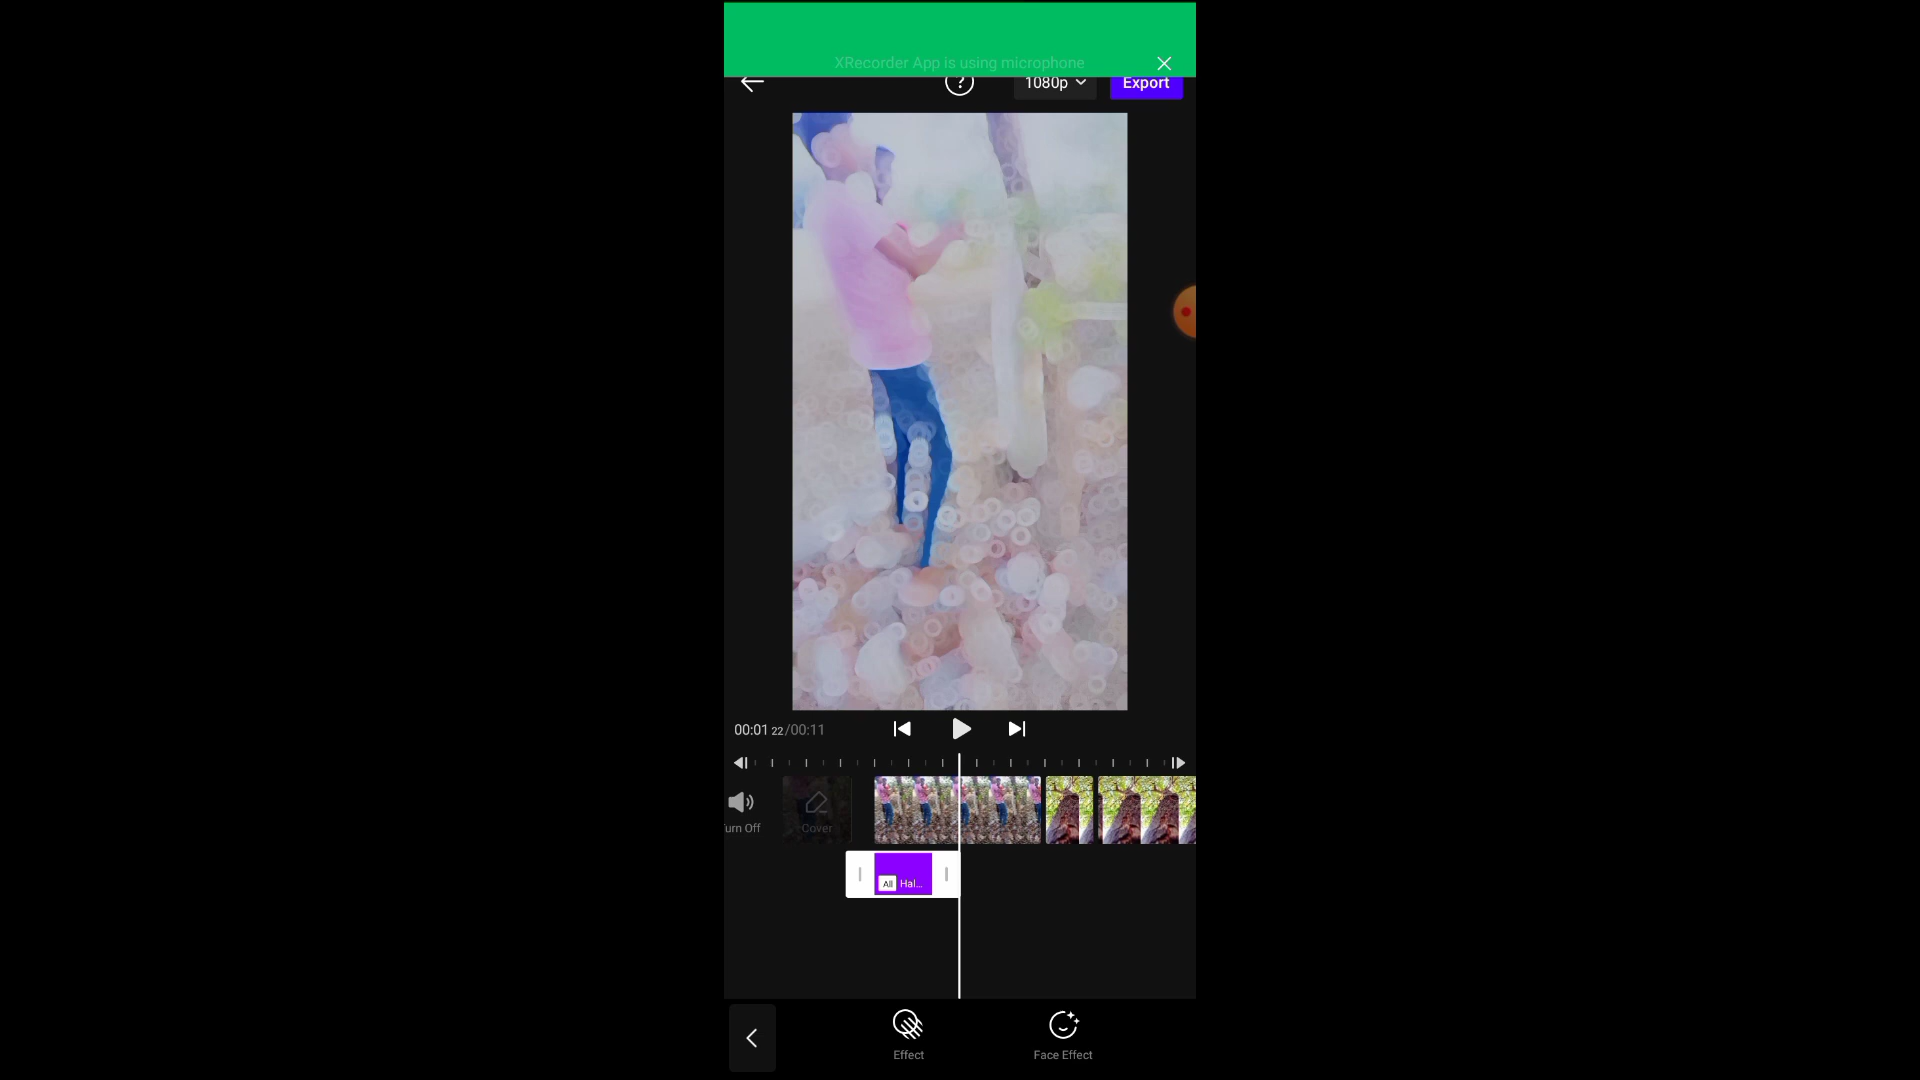 XRecorder App is using microphone
1080p
Export
00:01 22/00:11
urn Off
Cover
All Hal...
Effect
Face Effect